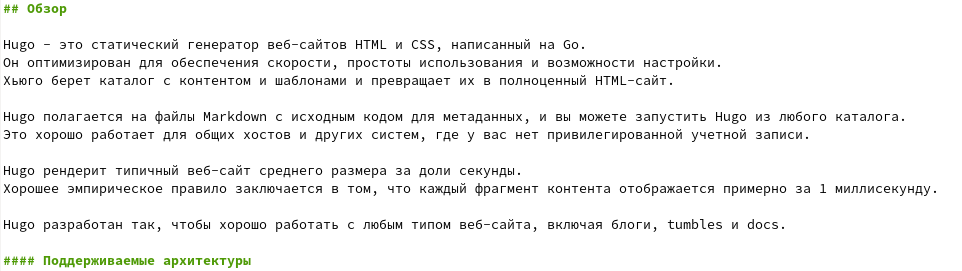 ## Обзор
Hugo - это статический генератор веб-сайтов HTML и CSS, написанный на Go.
Он оптимизирован для обеспечения скорости, простоты использования и возможности настройки.
Хьюго берет каталог с контентом и шаблонами и превращает их в полноценный HTML-сайт.
Hugo полагается на файлы Markdown с исходным кодом для метаданных, и вы можете запустить Hugo из любого каталога.
Это хорошо работает для общих хостов и других систем, где у вас нет привилегированной учетной записи.
Hugo рендерит типичный веб-сайт среднего размера за доли секунды.
Хорошее эмпирическое правило заключается в том, что каждый фрагмент контента отображается примерно за 1 миллисекунду.
Hugo разработан так, чтобы хорошо работать с любым типом веб-сайта, включая блоги, tumbles и docs.
#### Поддерживаемые архитектуры